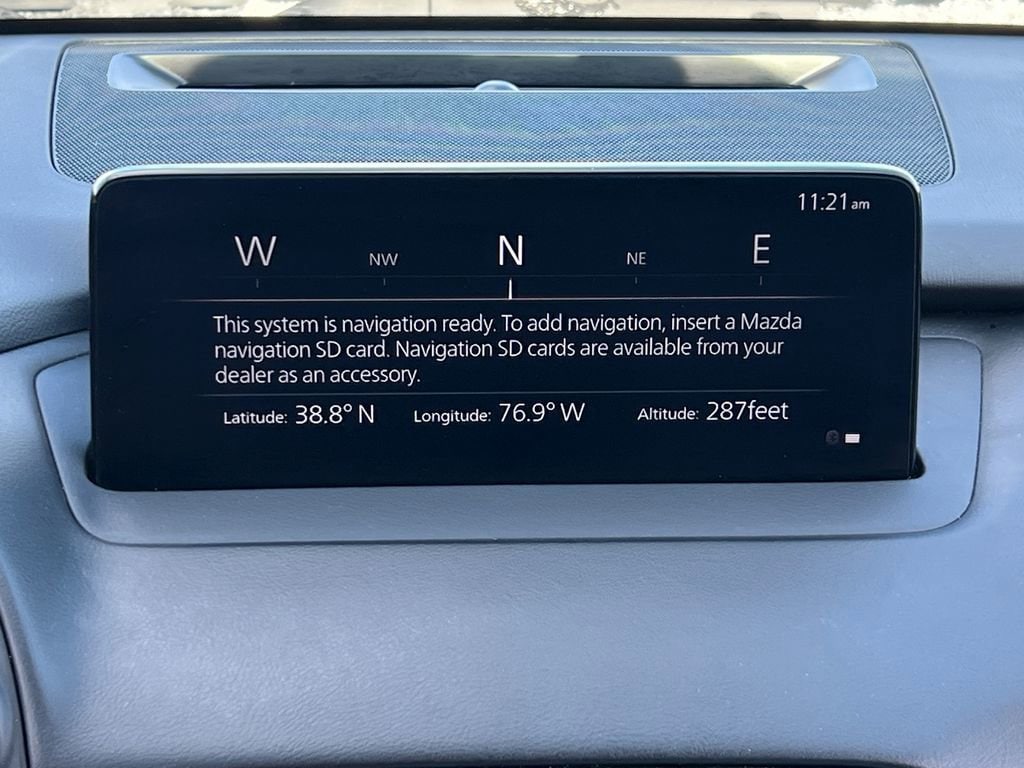 11:21am
W NW N NE E
This system is navigation ready. To add navigation, insert a Mazda
navigation SD card. Navigation SD cards are available from your
dealer as an accessory.
Latitude: 38.8° N Longitude: 76.9° W Altitude: 287feet